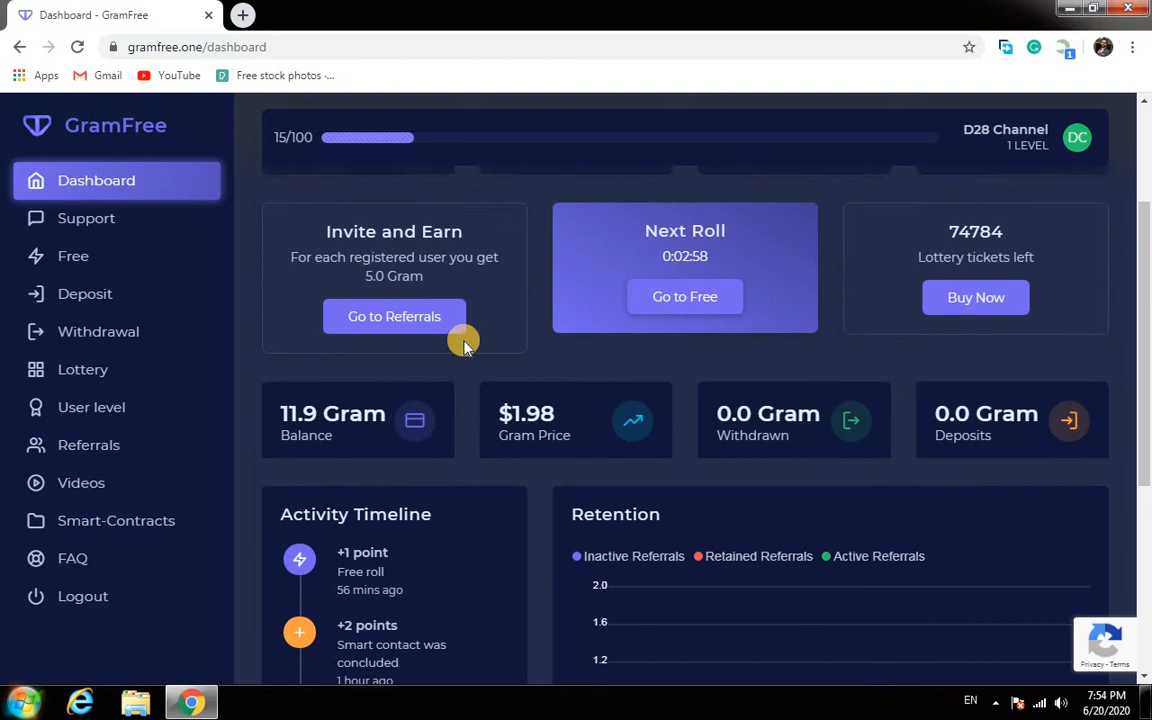 Dashboard - GramFree
gramfree.one/dashboard
Apps
Gmail
YouTube
Free stock photos · ...
1
GramFree
Dashboard
Support
Free
Deposit
Withdrawal
Lottery
User level
Referrals
Videos
Smart-Contracts
FAQ
Logout
15/100
D28 Channel
1 LEVEL
DC
Invite and Earn
For each registered user you get
5.0 Gram
Go to Referrals
Next Roll
0:02:58
Go to Free
74784
Lottery tickets left
Buy Now
11.9 Gram
Balance
$1.98
Gram Price
0.0 Gram
Withdrawn
0.0 Gram
Deposits
Activity Timeline
+1 point
Free roll
56 mins ago
+2 points
Smart contact was
concluded
1 hour ago
Retention
Inactive Referrals
Retained Referrals
Active Referrals
2.0
1.6
1.2
Privacy - Terms
EN
7:54 PM
6/20/2020